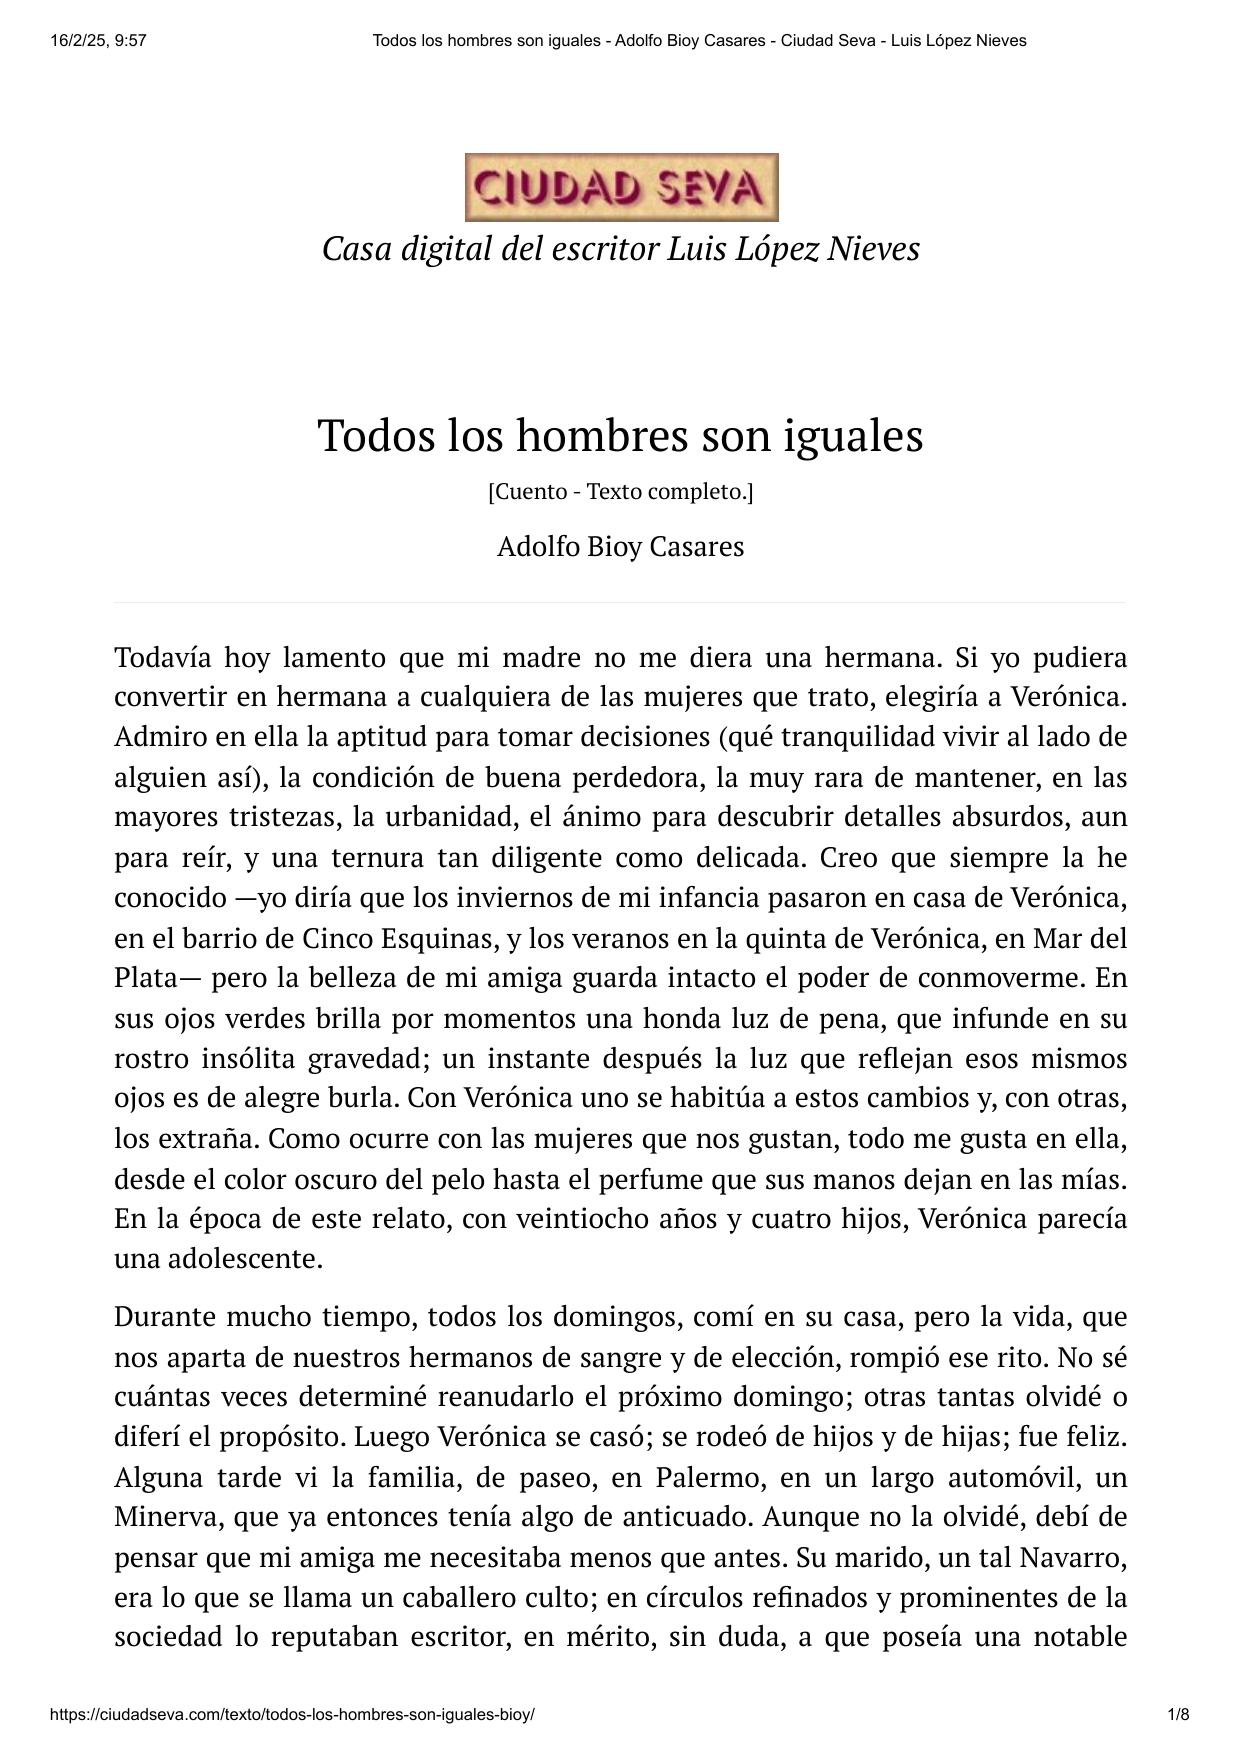 16/2/25, 9:57
Todos los hombres son iguales - Adolfo Bioy Casares - Ciudad Seva - Luis López Nieves
CIUDAD SEVA
Casa digital del escritor Luis López Nieves
Todos los hombres son iguales
[Cuento - Texto completo.]
Adolfo Bioy Casares
Todavía hoy lamento que mi madre no me diera una hermana. Si yo pudiera
convertir en hermana a cualquiera de las mujeres que trato, elegiría a Verónica.
Admiro en ella la aptitud para tomar decisiones (qué tranquilidad vivir al lado de
alguien así), la condición de buena perdedora, la muy rara de mantener, en las
mayores tristezas, la urbanidad, el ánimo para descubrir detalles absurdos, aun
para reír, y una ternura tan diligente como delicada. Creo que siempre la he
conocido —yo diría que los inviernos de mi infancia pasaron en casa de Verónica,
en el barrio de Cinco Esquinas, y los veranos en la quinta de Verónica, en Mar del
Plata— pero la belleza de mi amiga guarda intacto el poder de conmoverme. En
sus ojos verdes brilla por momentos una honda luz de pena, que infunde en su
rostro insólita gravedad; un instante después la luz que reflejan esos mismos
ojos es de alegre burla. Con Verónica uno se habitúa a estos cambios y, con otras,
los extraña. Como ocurre con las mujeres que nos gustan, todo me gusta en ella,
desde el color oscuro del pelo hasta el perfume que sus manos dejan en las mías.
En la época de este relato, con veintiocho años y cuatro hijos, Verónica parecía
una adolescente.
Durante mucho tiempo, todos los domingos, comí en su casa, pero la vida, que
nos aparta de nuestros hermanos de sangre y de elección, rompió ese rito. No sé
cuántas veces determiné reanudarlo el próximo domingo; otras tantas olvidé o
diferí el propósito. Luego Verónica se casó; se rodeó de hijos y de hijas; fue feliz.
Alguna tarde vi la familia, de paseo, en Palermo, en un largo automóvil, un
Minerva, que ya entonces tenía algo de anticuado. Aunque no la olvidé, debí de
pensar que mi amiga me necesitaba menos que antes. Su marido, un tal Navarro,
era lo que se llama un caballero culto; en círculos refinados y prominentes de la
sociedad lo reputaban escritor, en mérito, sin duda, a que poseía una notable
https://ciudadseva.com/texto/todos-los-hombres-son-iguales-bioy/
1/8